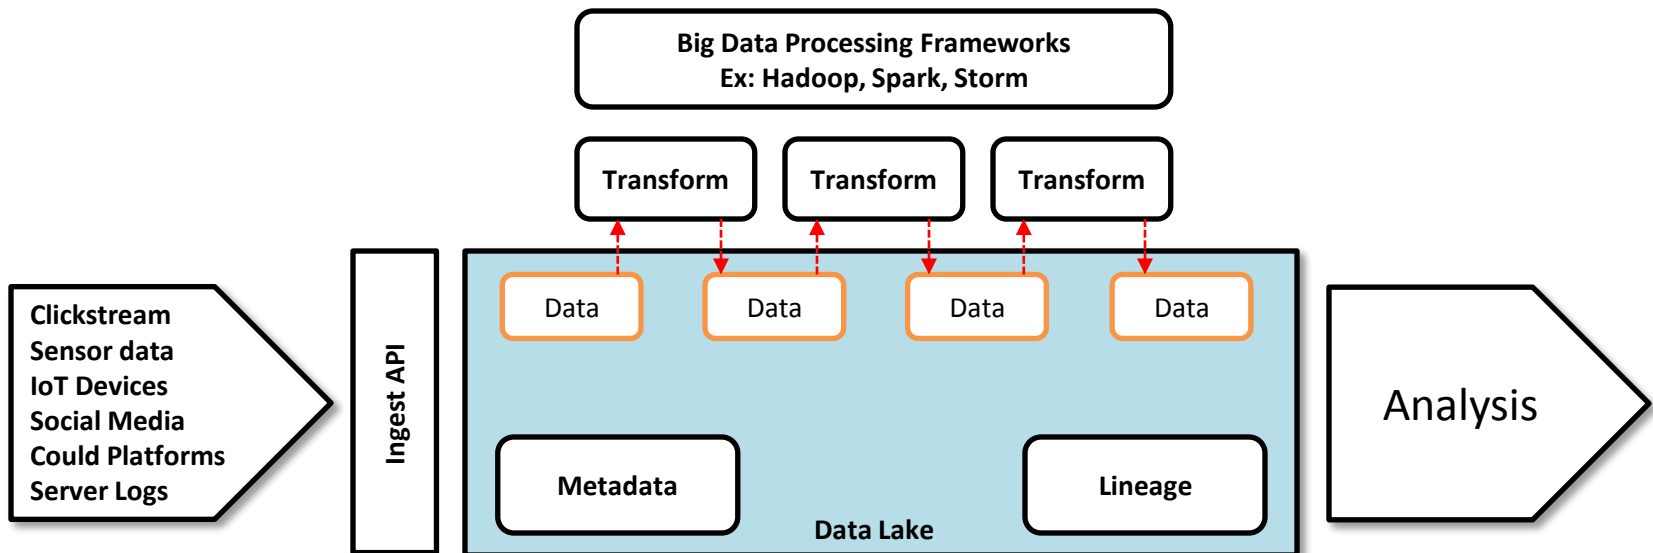 Big Data Processing Frameworks
Ex: Hadoop, Spark, Storm
Transform
Transform
Transform
Clickstream
Sensor data
IoT Devices
Social Media
Could Platforms
Server Logs
Ingest API
Data
Data
Data
Data
Metadata
Lineage
Data Lake
Analysis